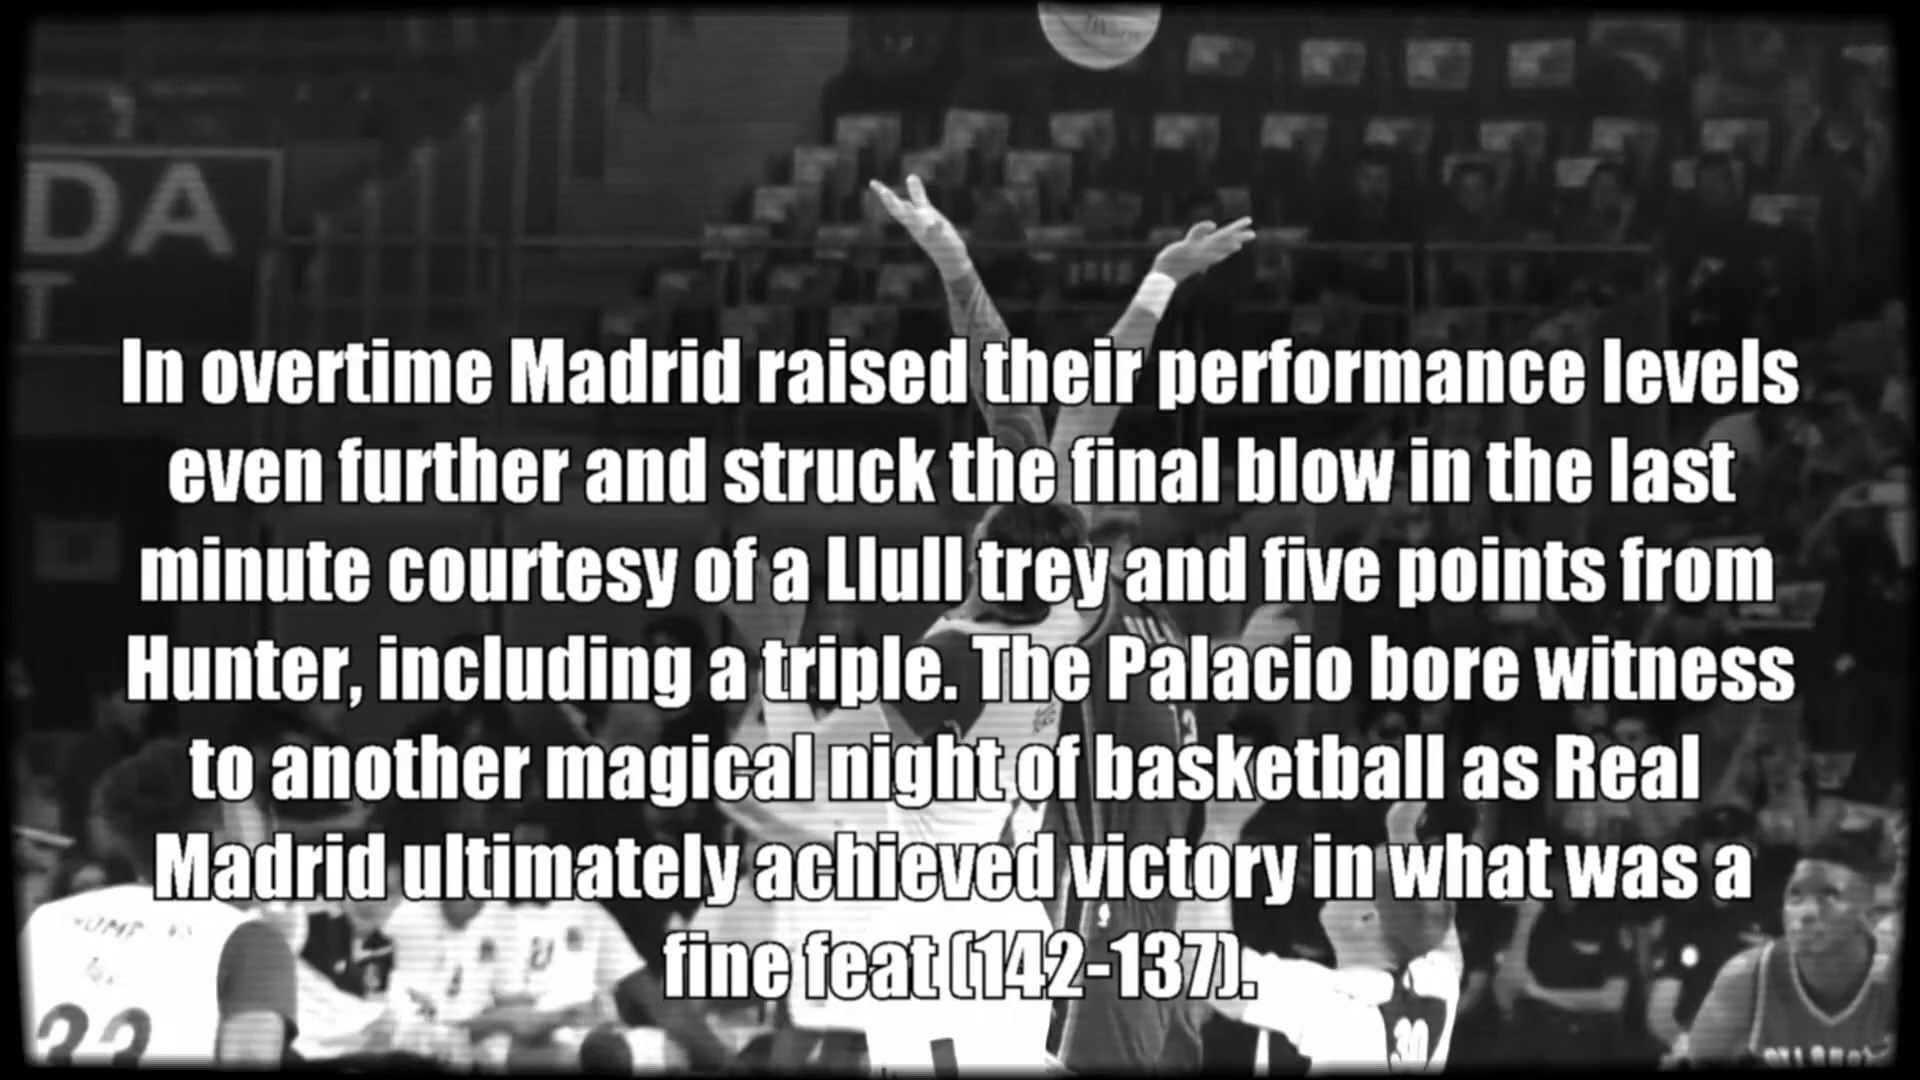 DA
T
In overtime Madrid raised their performance levels
even further and struck the final blow in the last
minute courtesy of a Llull trey and five points from
Hunter, including a triple. The Palacio bore witness
to another magical night of basketball as Real
Madrid ultimately achieved victory in what was a
fine feat (142-137).
33
30